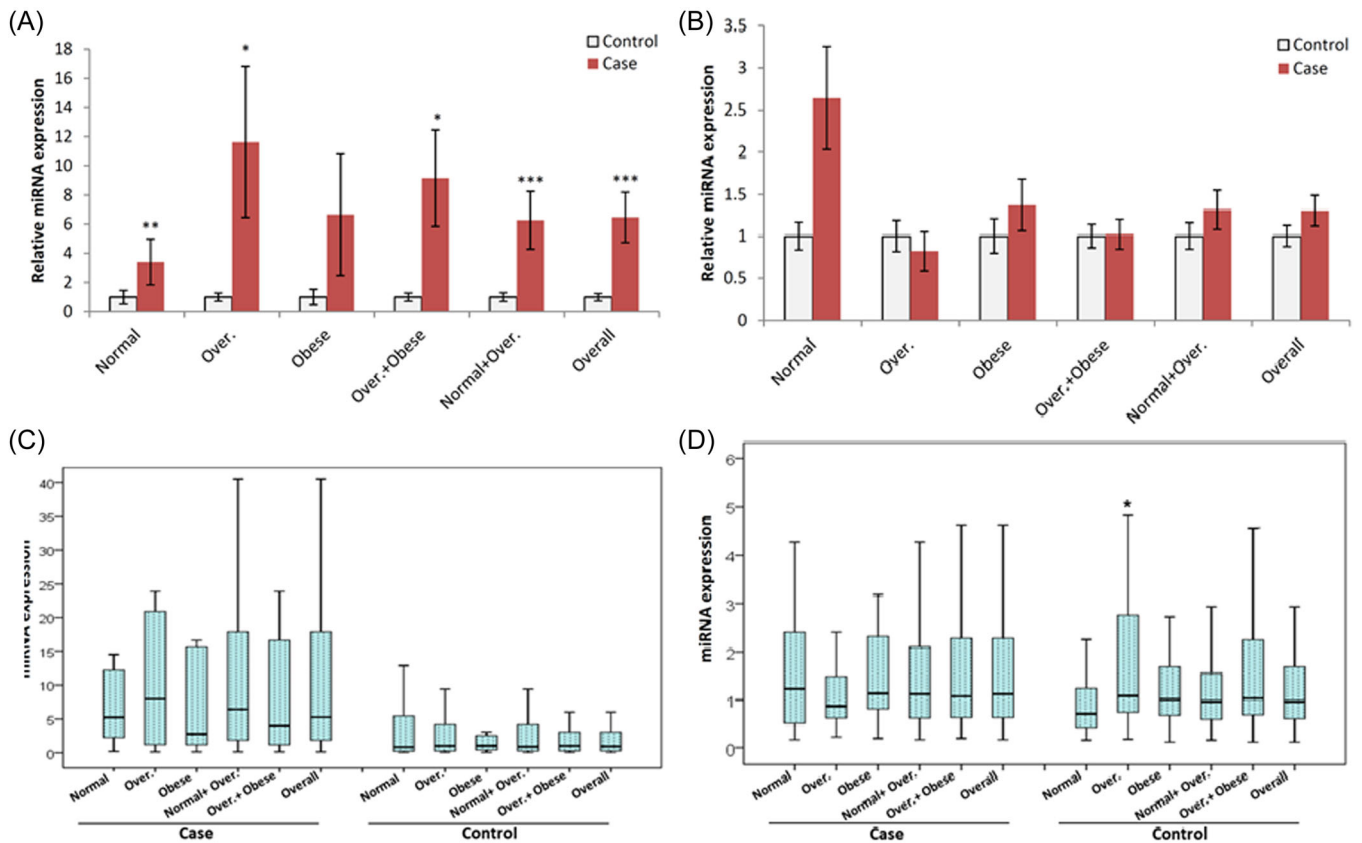 (A)
18
16
14
12
10
8
6
4
2
0
Relative miRNA expression
Control
Case
**
*
*
***
***
Normal
Over.
Obese
Over.+Obese
Normal+Over.
Overall
(B)
3.5
3
2.5
2
1.5
1
0.5
0
Relative miRNA expression
Control
Case
Normal
Over.
Obese
Over.+Obese
Normal+Over.
Overall
(C)
40
35
30
25
20
15
10
5
0
miRNA expression
Normal
Over.
Obese
Normal+ Over.
Over.+ Obese
Overall
Normal
Over.
Obese
Normal+ Over.
Over.+ Obese
Overall
Case
Control
(D)
6
5
4
3
2
1
0
miRNA expression
*
Normal
Over.
Obese
Normal+ Over.
Over.+ Obese
Overall
Normal
Over.
Obese
Normal+ Over.
Over.+ Obese
Overall
Case
Control